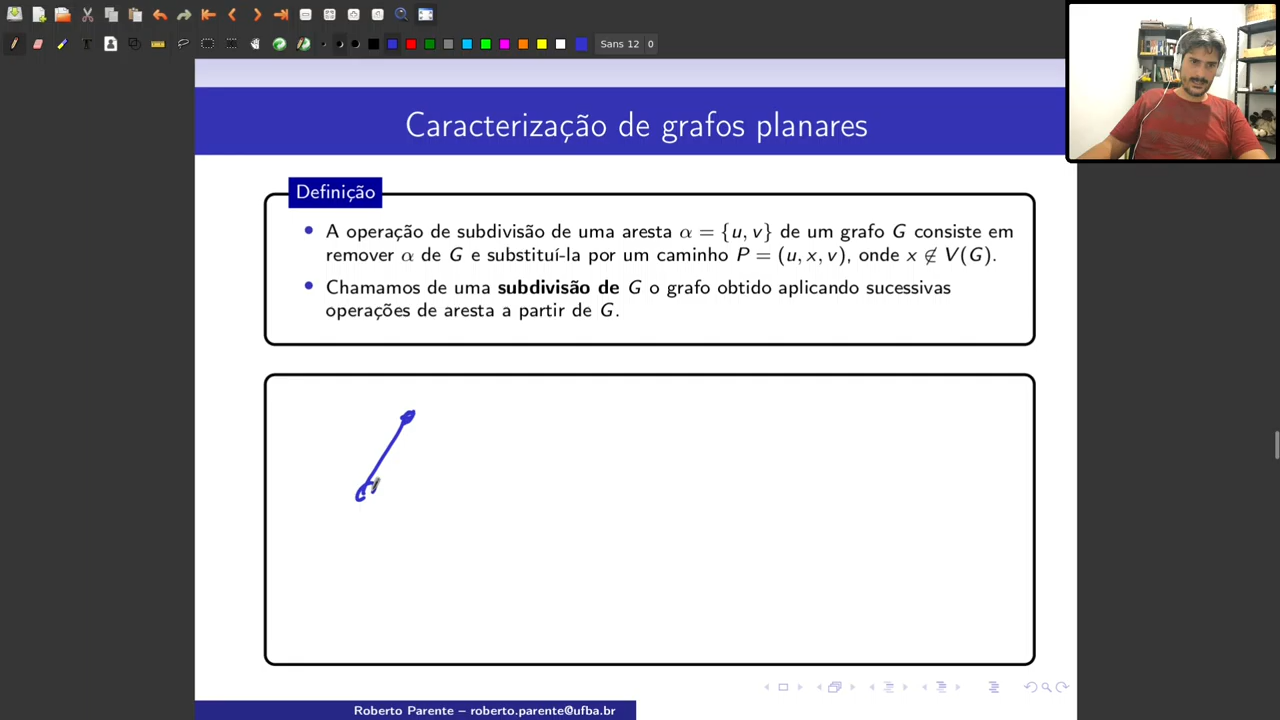 Sans 12 0
Caracterização de grafos planares
Definição
• A operação de subdivisão de uma aresta α = {u, v} de um grafo G consiste em
remover α de G e substituí-la por um caminho P = (u, x, v), onde x ∉ V(G).
• Chamamos de uma subdivisão de G o grafo obtido aplicando sucessivas
operações de aresta a partir de G.
Roberto Parente – roberto.parente@ufba.br